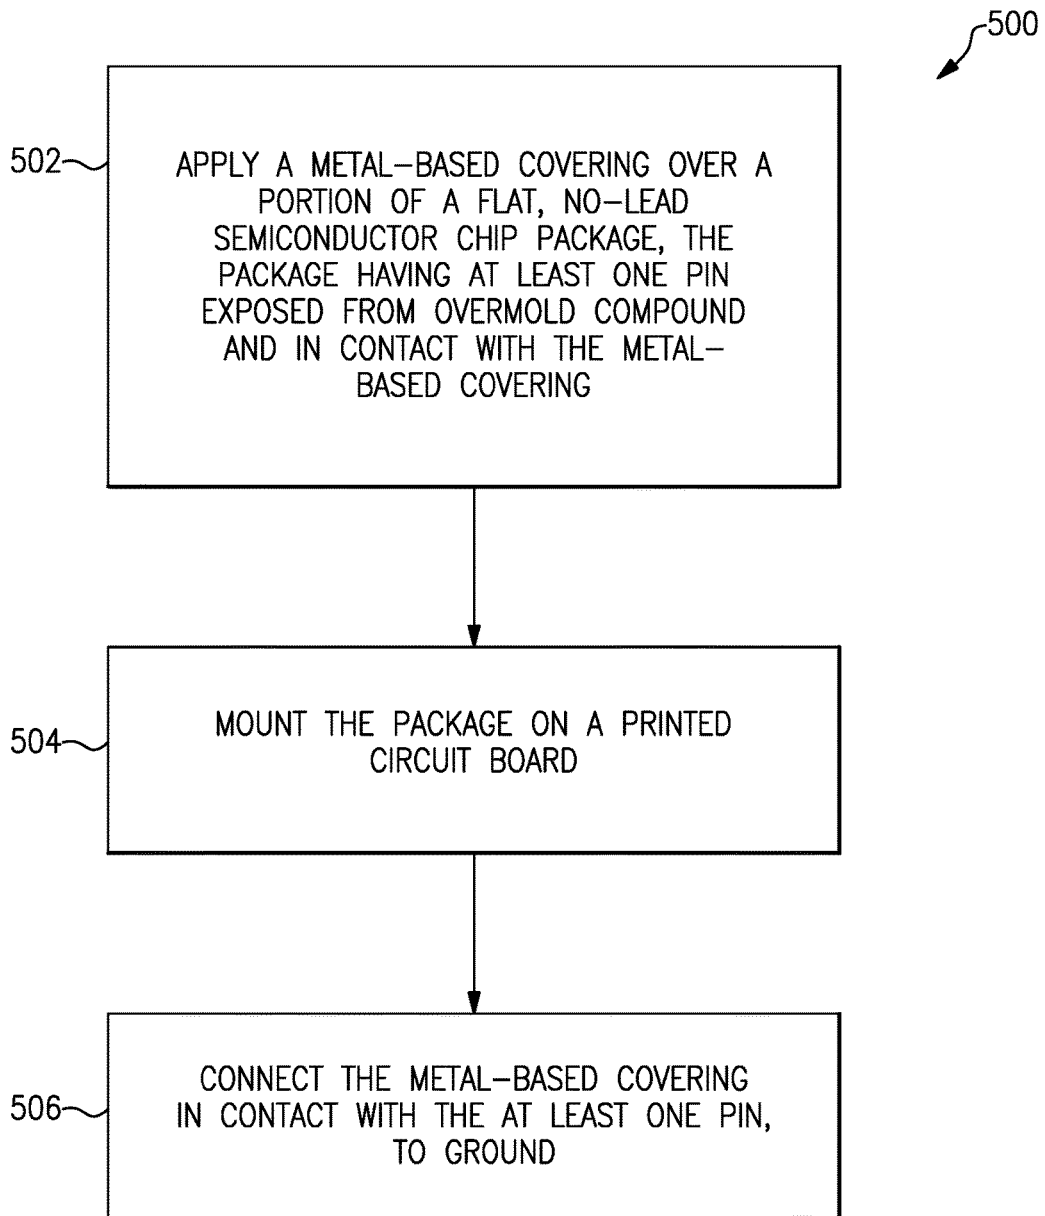 500
502
APPLY A METAL-BASED COVERING OVER A
PORTION OF A FLAT, NO-LEAD
SEMICONDUCTOR CHIP PACKAGE, THE
PACKAGE HAVING AT LEAST ONE PIN
EXPOSED FROM OVERMOLD COMPOUND
AND IN CONTACT WITH THE METAL-
BASED COVERING
504
MOUNT THE PACKAGE ON A PRINTED
CIRCUIT BOARD
506
CONNECT THE METAL-BASED COVERING
IN CONTACT WITH THE AT LEAST ONE PIN,
TO GROUND